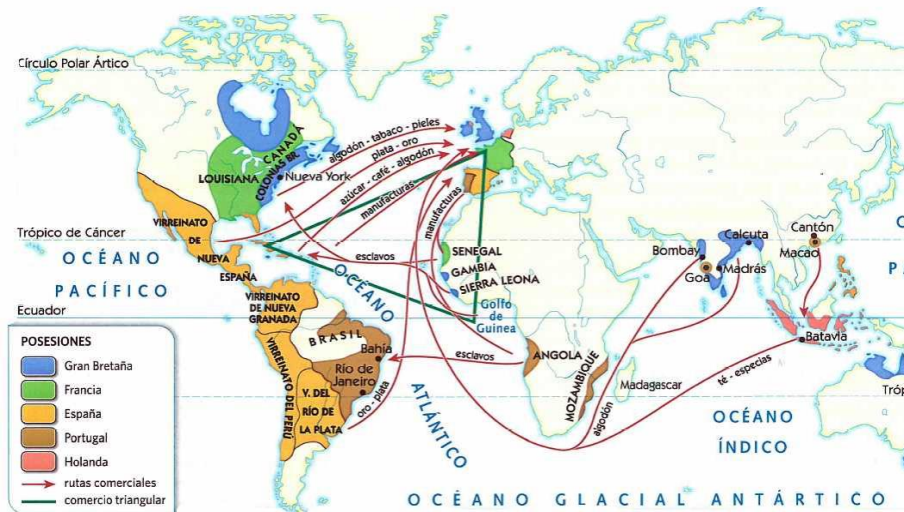 Círculo Polar Ártico
CANADÁ
LOUISIANA
COLONIAS BR.
Nueva York
algodón - tabaco - pieles
plata - oro
azúcar - café - algodón
manufacturas
manufacturas
VIRREINATO
DE
NUEVA
ESPAÑA
Trópico de Cáncer
OCÉANO
PACÍFICO
esclavos
SENEGAL
GAMBIA
SIERRA LEONA
Golfo
de
Guinea
Bombay
Calcuta
Goa
Madrás
Cantón
Macao
O
PA
Ecuador
VIRREINATO
DE NUEVA
GRANADA
BRASIL
Bahía
Río de
Janeiro
VIRREINATO DEL PERÚ
V. DEL
RÍO DE
LA PLATA
oro - plata
OCÉANO
ATLÁNTICO
esclavos
ANGOLA
MOZAMBIQUE
Madagascar
algodón
té - especias
Batavia
OCÉANO
ÍNDICO
Tróp
OCÉANO GLACIAL ANTÁRTICO
POSESIONES
Gran Bretaña
Francia
España
Portugal
Holanda
rutas comerciales
comercio triangular